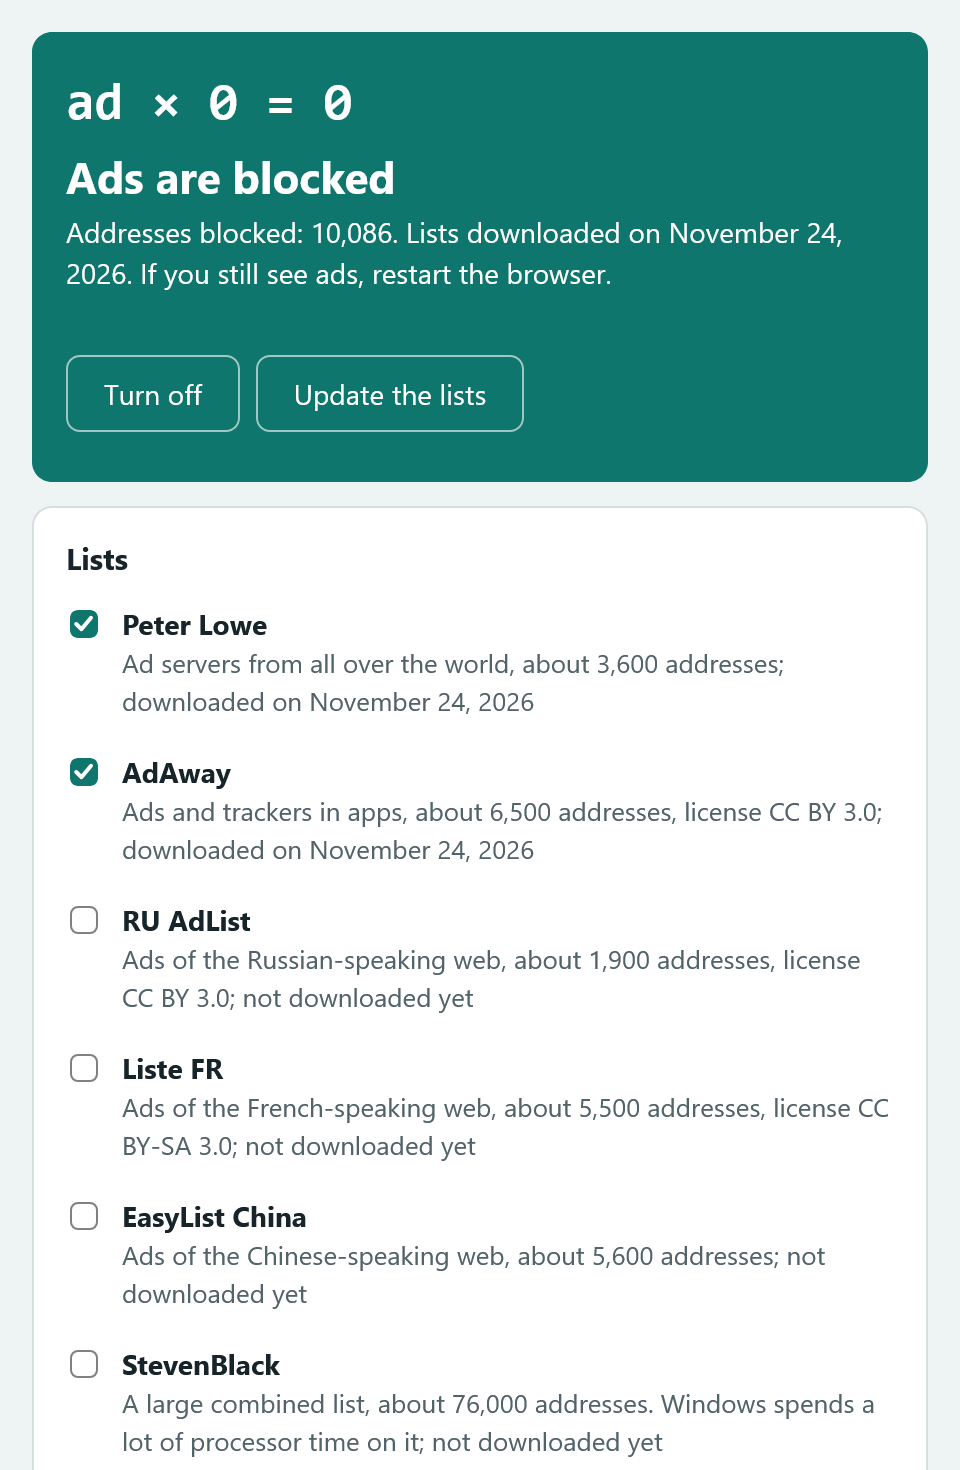 ad × 0 = 0
Ads are blocked
Addresses blocked: 10,086. Lists downloaded on November 24,
2026. If you still see ads, restart the browser.
Turn off
Update the lists
Lists
Peter Lowe
Ad servers from all over the world, about 3,600 addresses;
downloaded on November 24, 2026
AdAway
Ads and trackers in apps, about 6,500 addresses, license CC BY 3.0;
downloaded on November 24, 2026
RU AdList
Ads of the Russian-speaking web, about 1,900 addresses, license
CC BY 3.0; not downloaded yet
Liste FR
Ads of the French-speaking web, about 5,500 addresses, license CC
BY-SA 3.0; not downloaded yet
EasyList China
Ads of the Chinese-speaking web, about 5,600 addresses; not
downloaded yet
StevenBlack
A large combined list, about 76,000 addresses. Windows spends a
lot of processor time on it; not downloaded yet